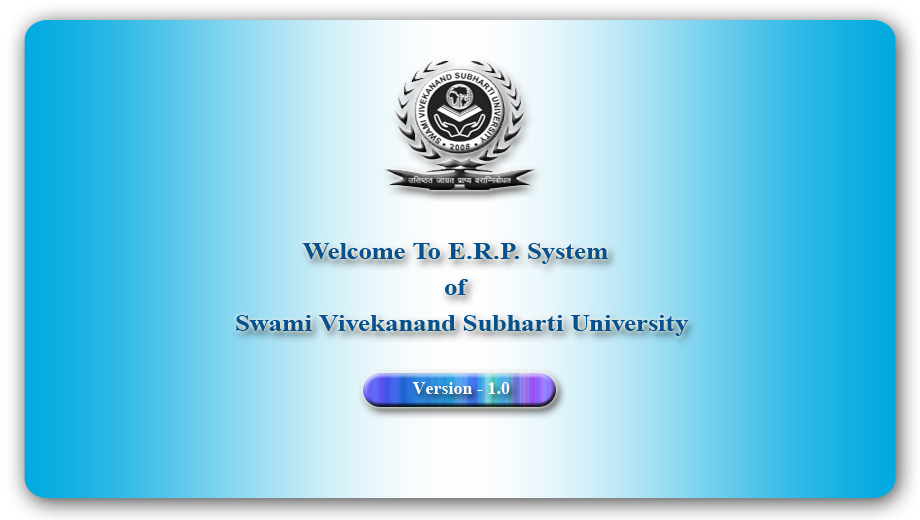 SWAMI VIVEKANAND SUBHARTI UNIVERSITY
• 2008 •
उत्तिष्ठत जाग्रत प्राप्य वरान्निबोधत
Welcome To E.R.P. System
of
Swami Vivekanand Subharti University
Version - 1.0